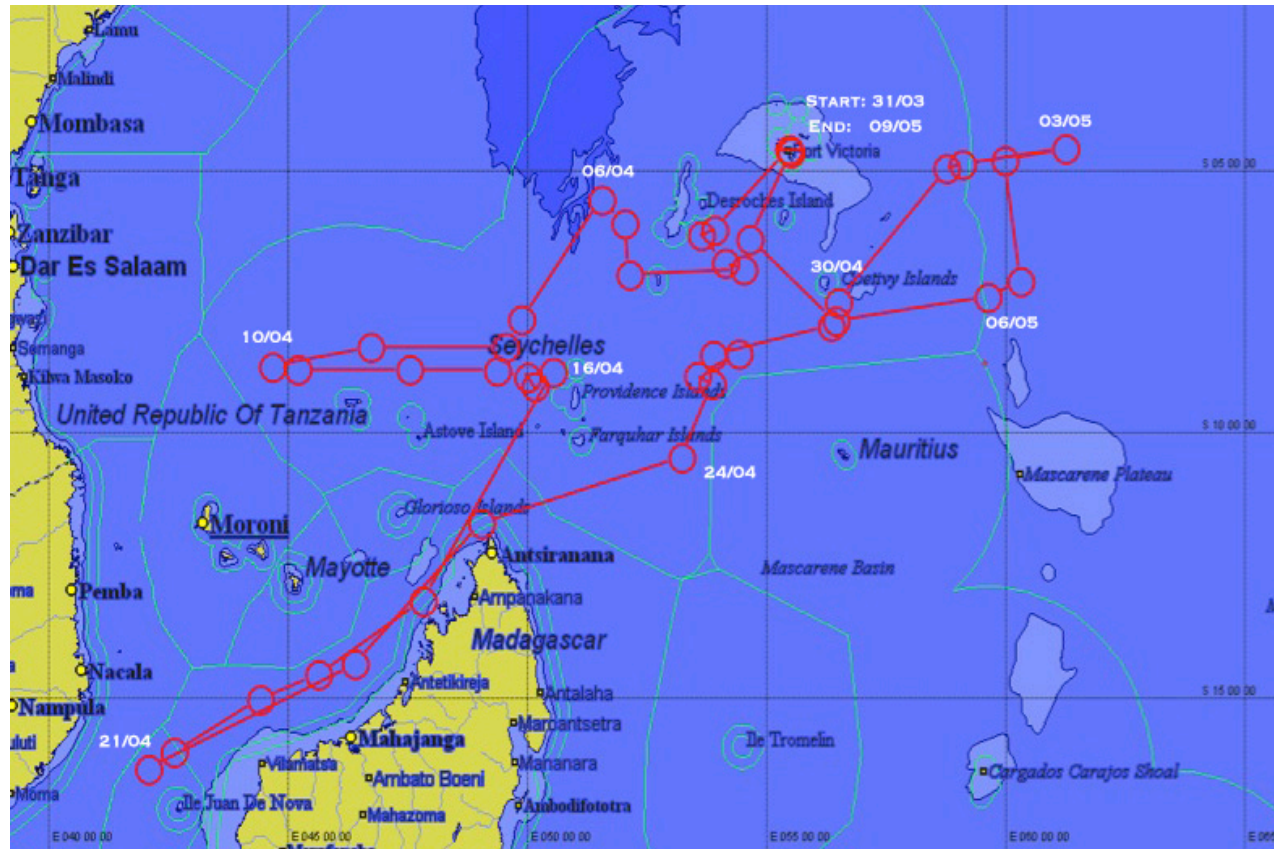 Lamu
Malindi
START: 31/03
03/05
Mombasa
END: 09/05
Port Victoria
06/04
S 05 00 00
Tanga
Desroches Island
Zanzibar
Dar Es Salaam
30/04
Coetivy Islands
06/05
10/04
Seychelles
Semanga
16/04
Kilwa Masoko
Providence Islands
United Republic Of Tanzania
Astove Island
Farquhar Islands
S 10 00 00
Mauritius
24/04
Mascarene Plateau
Glorioso Islands
Moroni
Antsiranana
Mayotte
Mascarene Basin
Pemba
Ampanakana
Madagascar
Nacala
Antetikireja
Antalaha
S 15 00 00
Nampula
Maroantsetra
21/04
Mahajanga
Ile Tromelin
Vilamatsa
Mananara
Ambato Boeni
Cargados Carajos Shoal
Moma
Ile Juan De Nova
Ambodifototra
Mahazoma
E 040 00 00
E 045 00 00
E 050 00 00
E 055 00 00
E 060 00 00